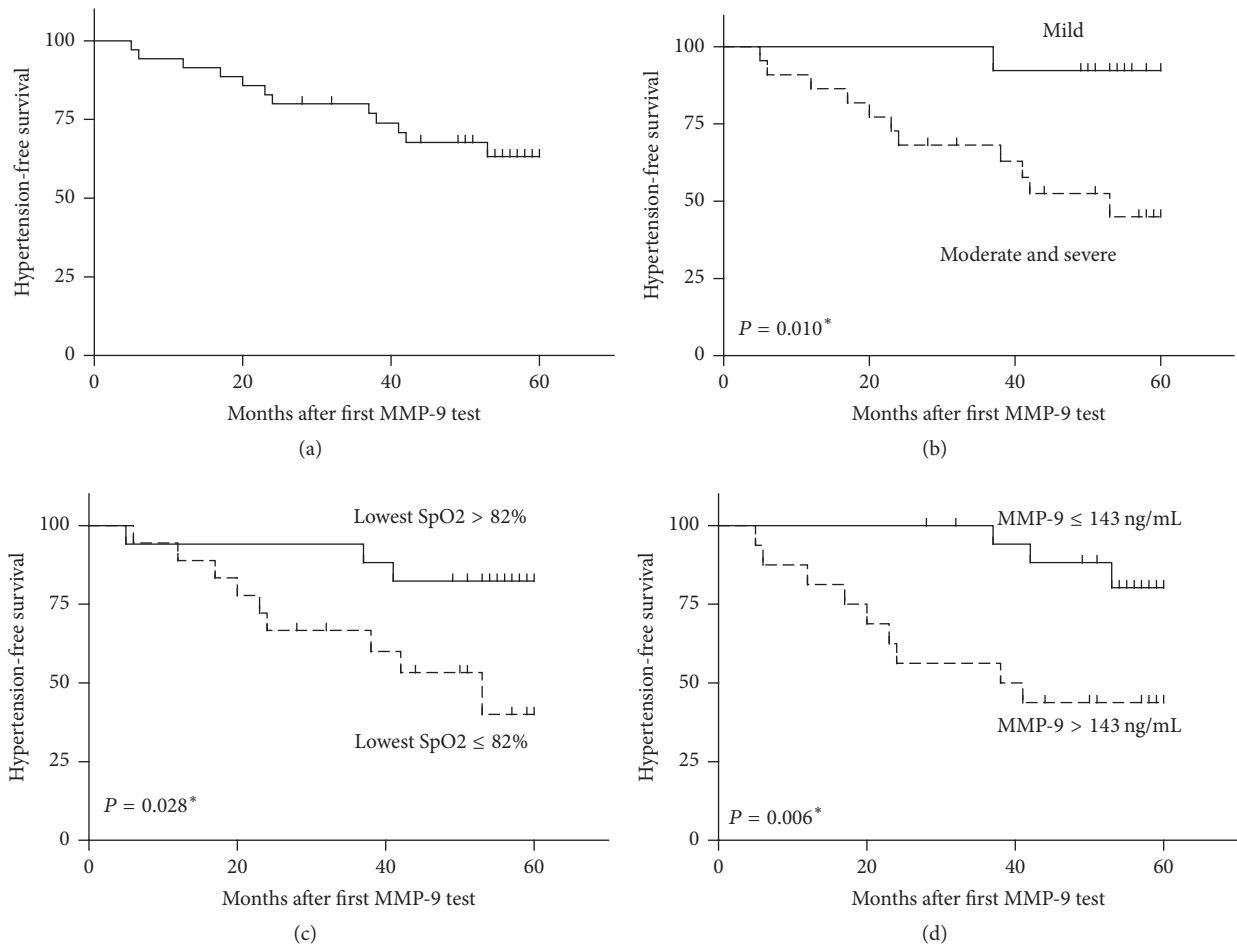 100
75
50
25
0
Hypertension-free survival
0
20
40
60
Months after first MMP-9 test
(a)
100
75
50
25
0
Hypertension-free survival
Mild
Moderate and severe
P = 0.010*
0
20
40
60
Months after first MMP-9 test
(b)
100
75
50
25
0
Hypertension-free survival
Lowest SpO2 > 82%
Lowest SpO2 ≤ 82%
P = 0.028*
0
20
40
60
Months after first MMP-9 test
(c)
100
75
50
25
0
Hypertension-free survival
MMP-9 ≤ 143 ng/mL
MMP-9 > 143 ng/mL
P = 0.006*
0
20
40
60
Months after first MMP-9 test
(d)